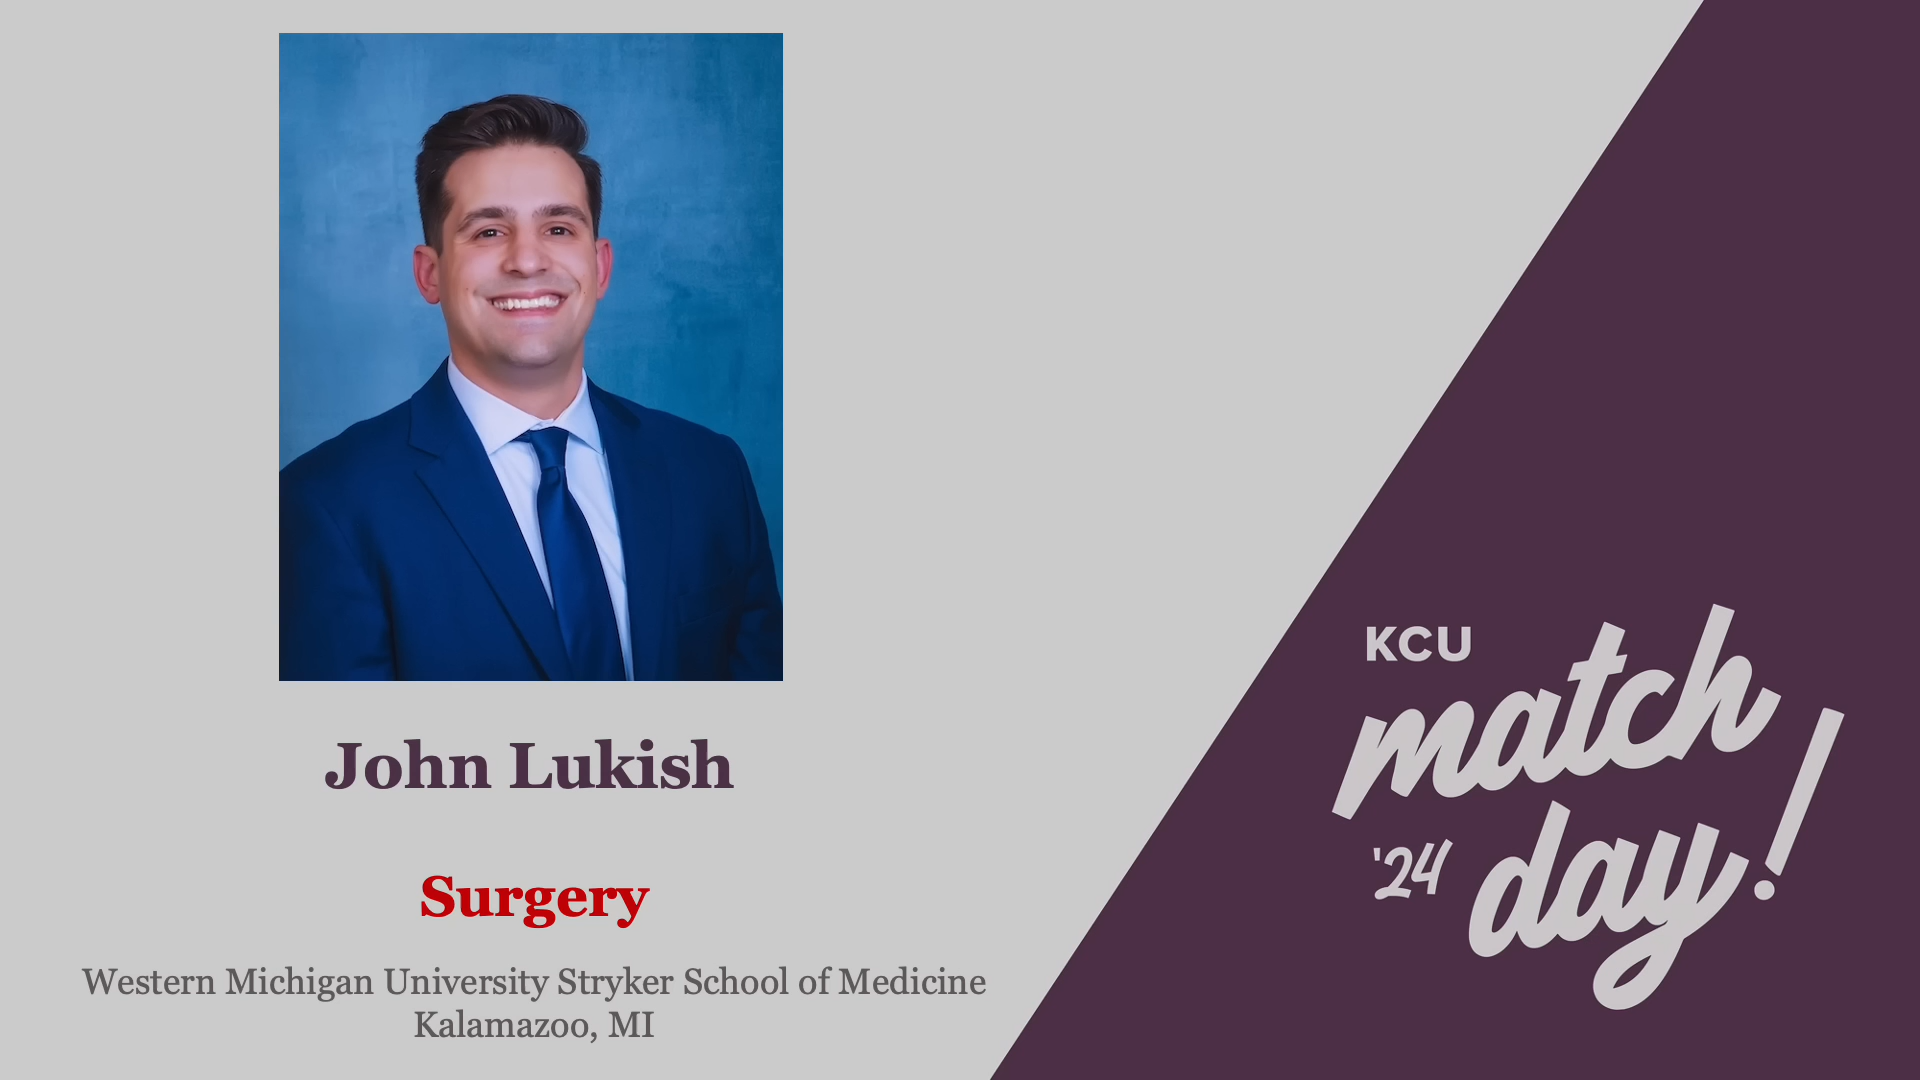 John Lukish
Surgery
Western Michigan University Stryker School of Medicine
Kalamazoo, MI
KCU
match
'24 day!